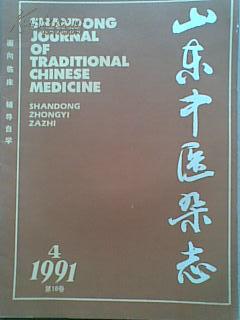 SHANDONG
JOURNAL
OF
TRADITIONAL
CHINESE
MEDICINE
SHANDONG
ZHONGYI
ZAZHI
面向临床 辅导自学
山东中医杂志
4
1991
第10卷